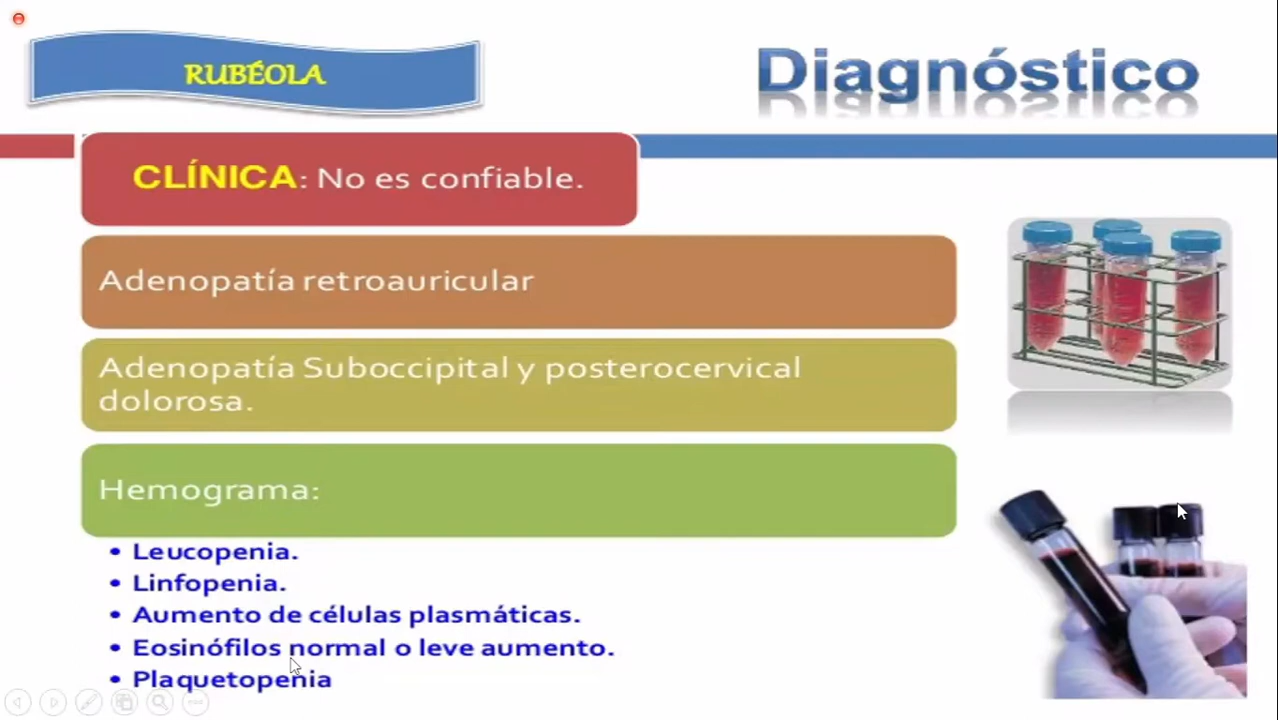 RUBÉOLA
Diagnóstico
CLÍNICA: No es confiable.
Adenopatía retroauricular
Adenopatía Suboccipital y posterocervical
dolorosa.
Hemograma:
• Leucopenia.
• Linfopenia.
• Aumento de células plasmáticas.
• Eosinófilos normal o leve aumento.
• Plaquetopenia